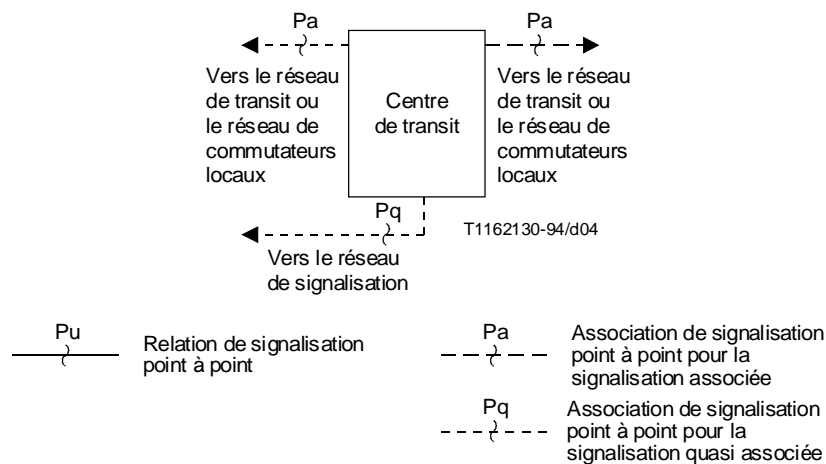 Pa
Pa
Vers le réseau
de transit ou
le réseau de
commutateurs
locaux
Centre
de transit
Vers le réseau
de transit ou
le réseau de
commutateurs
locaux
Pq
T1162130-94/d04
Vers le réseau
de signalisation
Pu
Relation de signalisation
point à point
Pa
Association de signalisation
point à point pour la
signalisation associée
Pq
Association de signalisation
point à point pour la
signalisation quasi associée